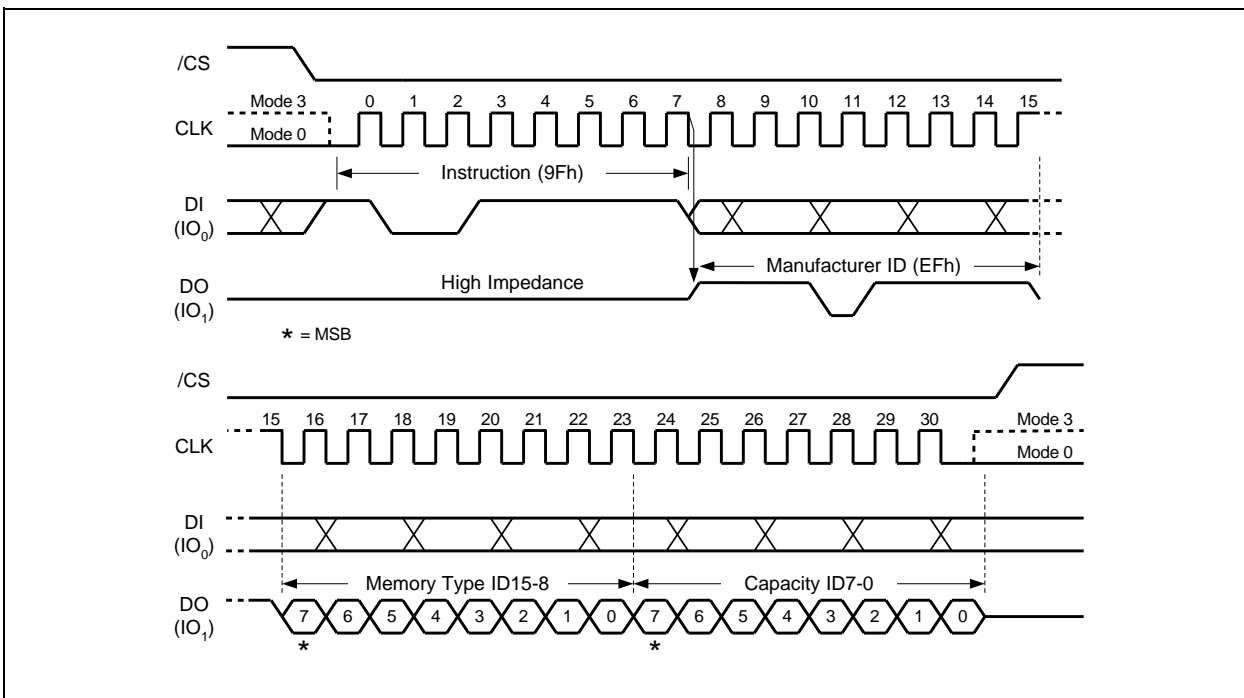 /CS
Mode 3 0 1 2 3 4 5 6 7 8 9 10 11 12 13 14 15
CLK
Mode 0
Instruction (9Fh)
DI
(IO0)
Manufacturer ID (EFh)
DO High Impedance
(IO1)
* = MSB
/CS
15 16 17 18 19 20 21 22 23 24 25 26 27 28 29 30 Mode 3
CLK
Mode 0
DI
(IO0)
Memory Type ID15-8 Capacity ID7-0
DO 7 6 5 4 3 2 1 0 7 6 5 4 3 2 1 0
(IO1)
* *